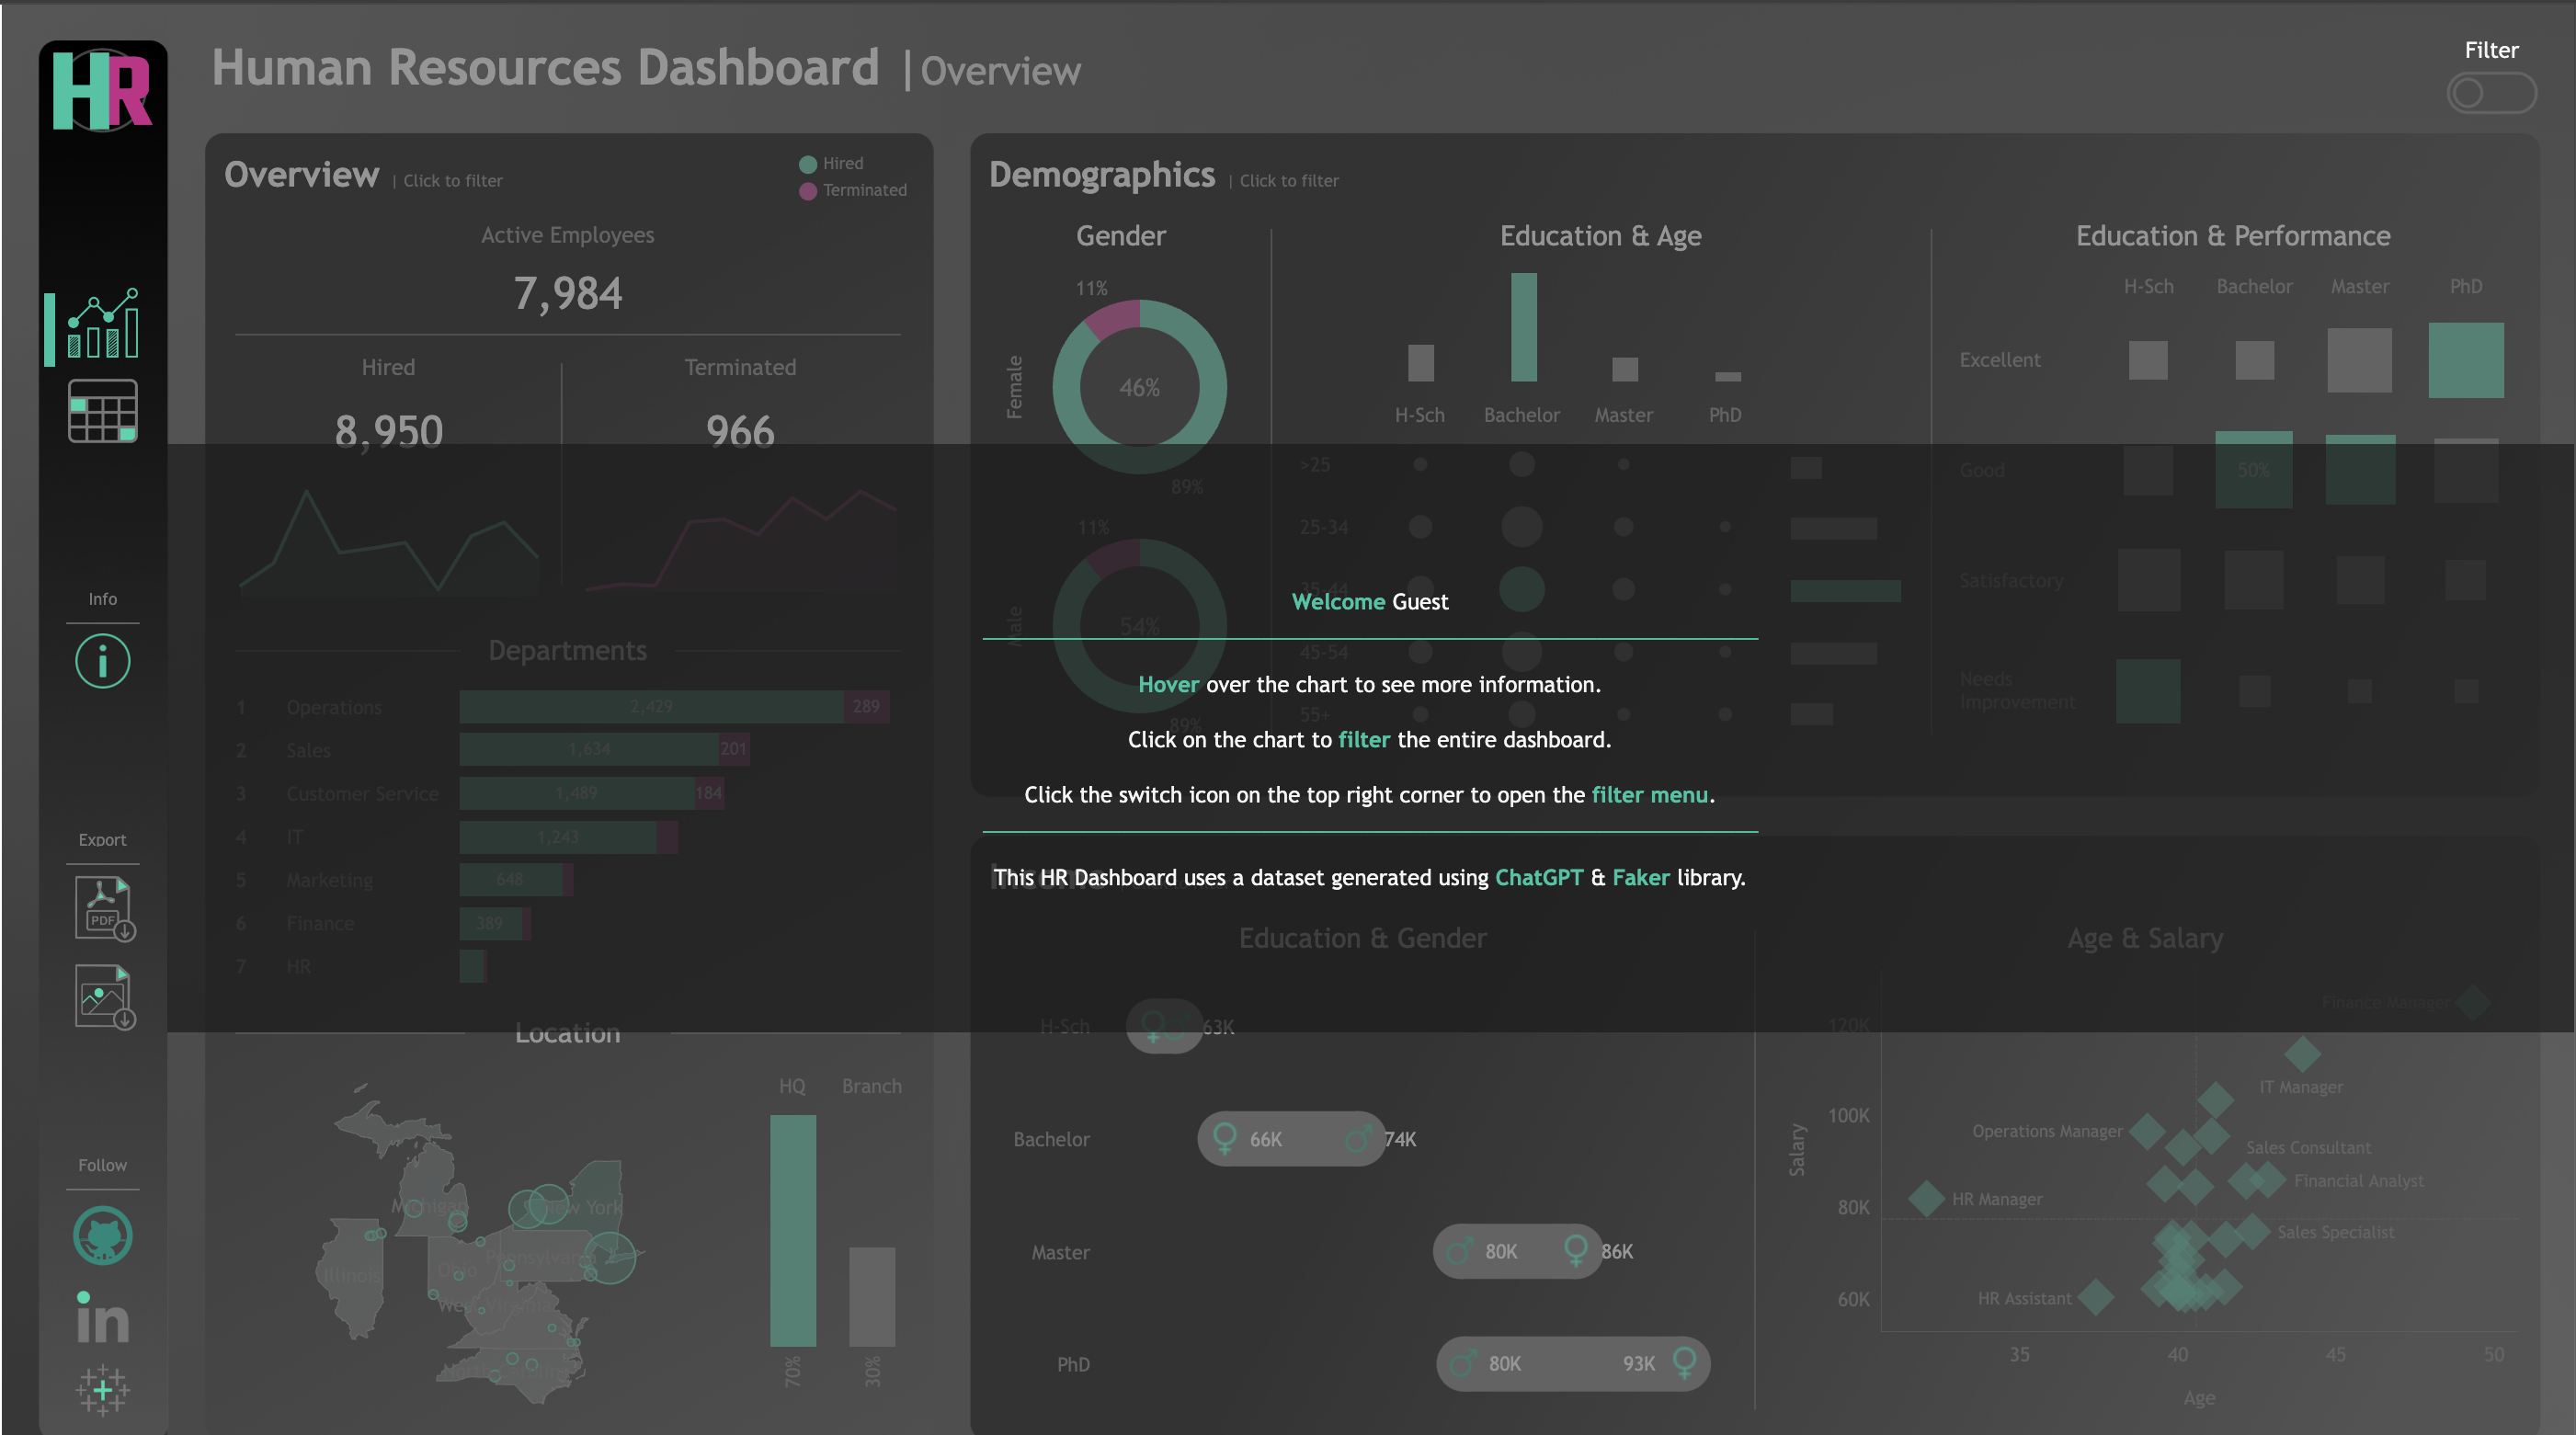 HR
Human Resources Dashboard | Overview
Filter
Overview | Click to filter
Hired
Terminated
Active Employees
7,984
Hired
8,950
Terminated
966
Departments
1 Operations 2,429 289
2 Sales 1,634 201
3 Customer Service 1,489 184
4 IT 1,243
5 Marketing 648
6 Finance 389
7 HR
Location
HQ Branch
70% 30%
Michigan
New York
Illinois
Ohio
Pennsylvania
West Virginia
Demographics | Click to filter
Gender
Female
11%
46%
89%
Male
11%
54%
89%
Education & Age
H-Sch Bachelor Master PhD
>25
25-34
35-44
45-54
55+
Education & Performance
H-Sch Bachelor Master PhD
Excellent
Good 50%
Satisfactory
Needs
Improvement
Welcome Guest
Hover over the chart to see more information.
Click on the chart to filter the entire dashboard.
Click the switch icon on the top right corner to open the filter menu.
This HR Dashboard uses a dataset generated using ChatGPT & Faker library.
Income
Education & Gender
H-Sch 63K
Bachelor 66K 74K
Master 80K 86K
PhD 80K 93K
Age & Salary
Salary
120K
100K
80K
60K
Finance Manager
IT Manager
Operations Manager
Sales Consultant
Financial Analyst
HR Manager
Sales Specialist
HR Assistant
35 40 45 50
Age
Info
Export
PDF
Follow
in